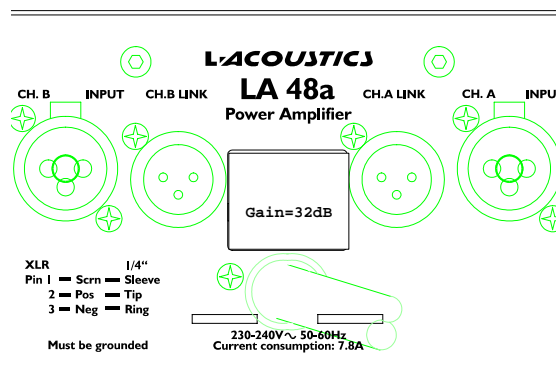 L-ACOUSTICS
LA 48a
Power Amplifier
CH. B INPUT
CH.B LINK
CH.A LINK
CH. A INPU
Gain=32dB
XLR 1/4“
Pin 1 — Scrn — Sleeve
2 — Pos — Tip
3 — Neg — Ring
Must be grounded
230-240V ~ 50-60Hz
Current consumption: 7.8A